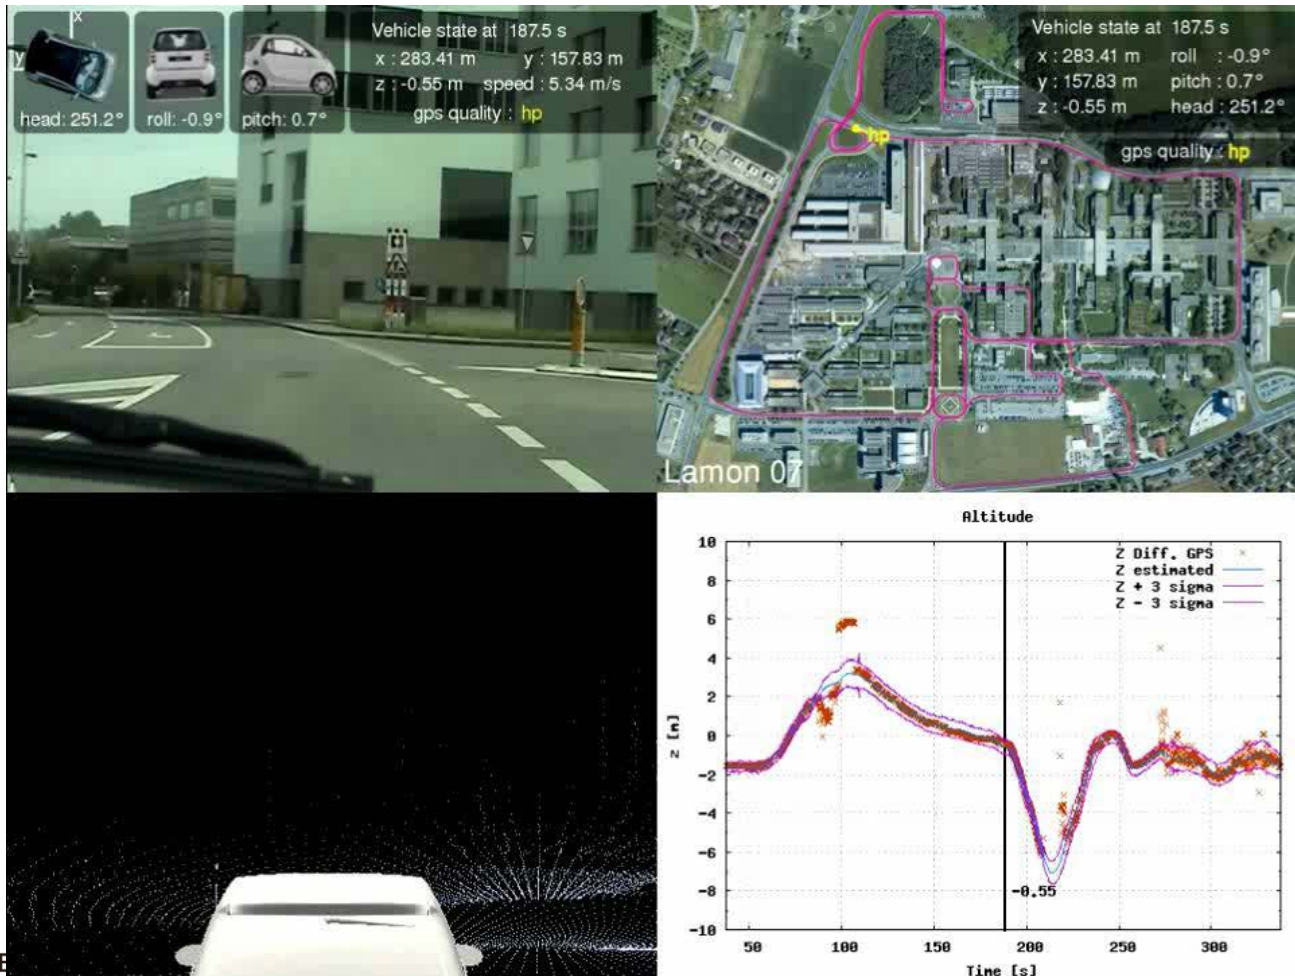 x
y
head: 251.2°
roll: -0.9°
pitch: 0.7°
Vehicle state at 187.5 s
x : 283.41 m y : 157.83 m
z : -0.55 m speed : 5.34 m/s
gps quality : hp
Vehicle state at 187.5 s
x : 283.41 m roll : -0.9°
y : 157.83 m pitch : 0.7°
z : -0.55 m head : 251.2°
gps quality : hp
hp
Lamon 07
E
Altitude
Z Diff. GPS
Z estimated
Z + 3 sigma
Z - 3 sigma
10
8
6
4
2
0
-2
-4
-6
-8
-10
z [m]
-0.55
50 100 150 200 250 300
Time [s]